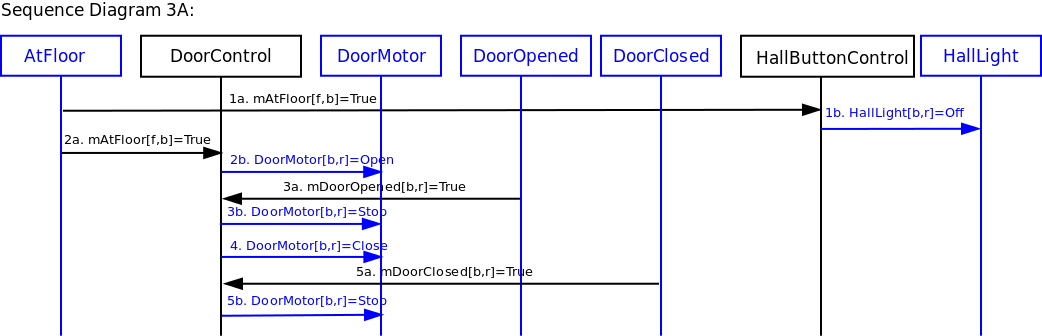 Sequence Diagram 3A:
AtFloor
DoorControl
DoorMotor
DoorOpened
DoorClosed
HallButtonControl
HallLight
1a. mAtFloor[f,b]=True
1b. HallLight[b,r]=Off
2a. mAtFloor[f,b]=True
2b. DoorMotor[b,r]=Open
3a. mDoorOpened[b,r]=True
3b. DoorMotor[b,r]=Stop
4. DoorMotor[b,r]=Close
5a. mDoorClosed[b,r]=True
5b. DoorMotor[b,r]=Stop